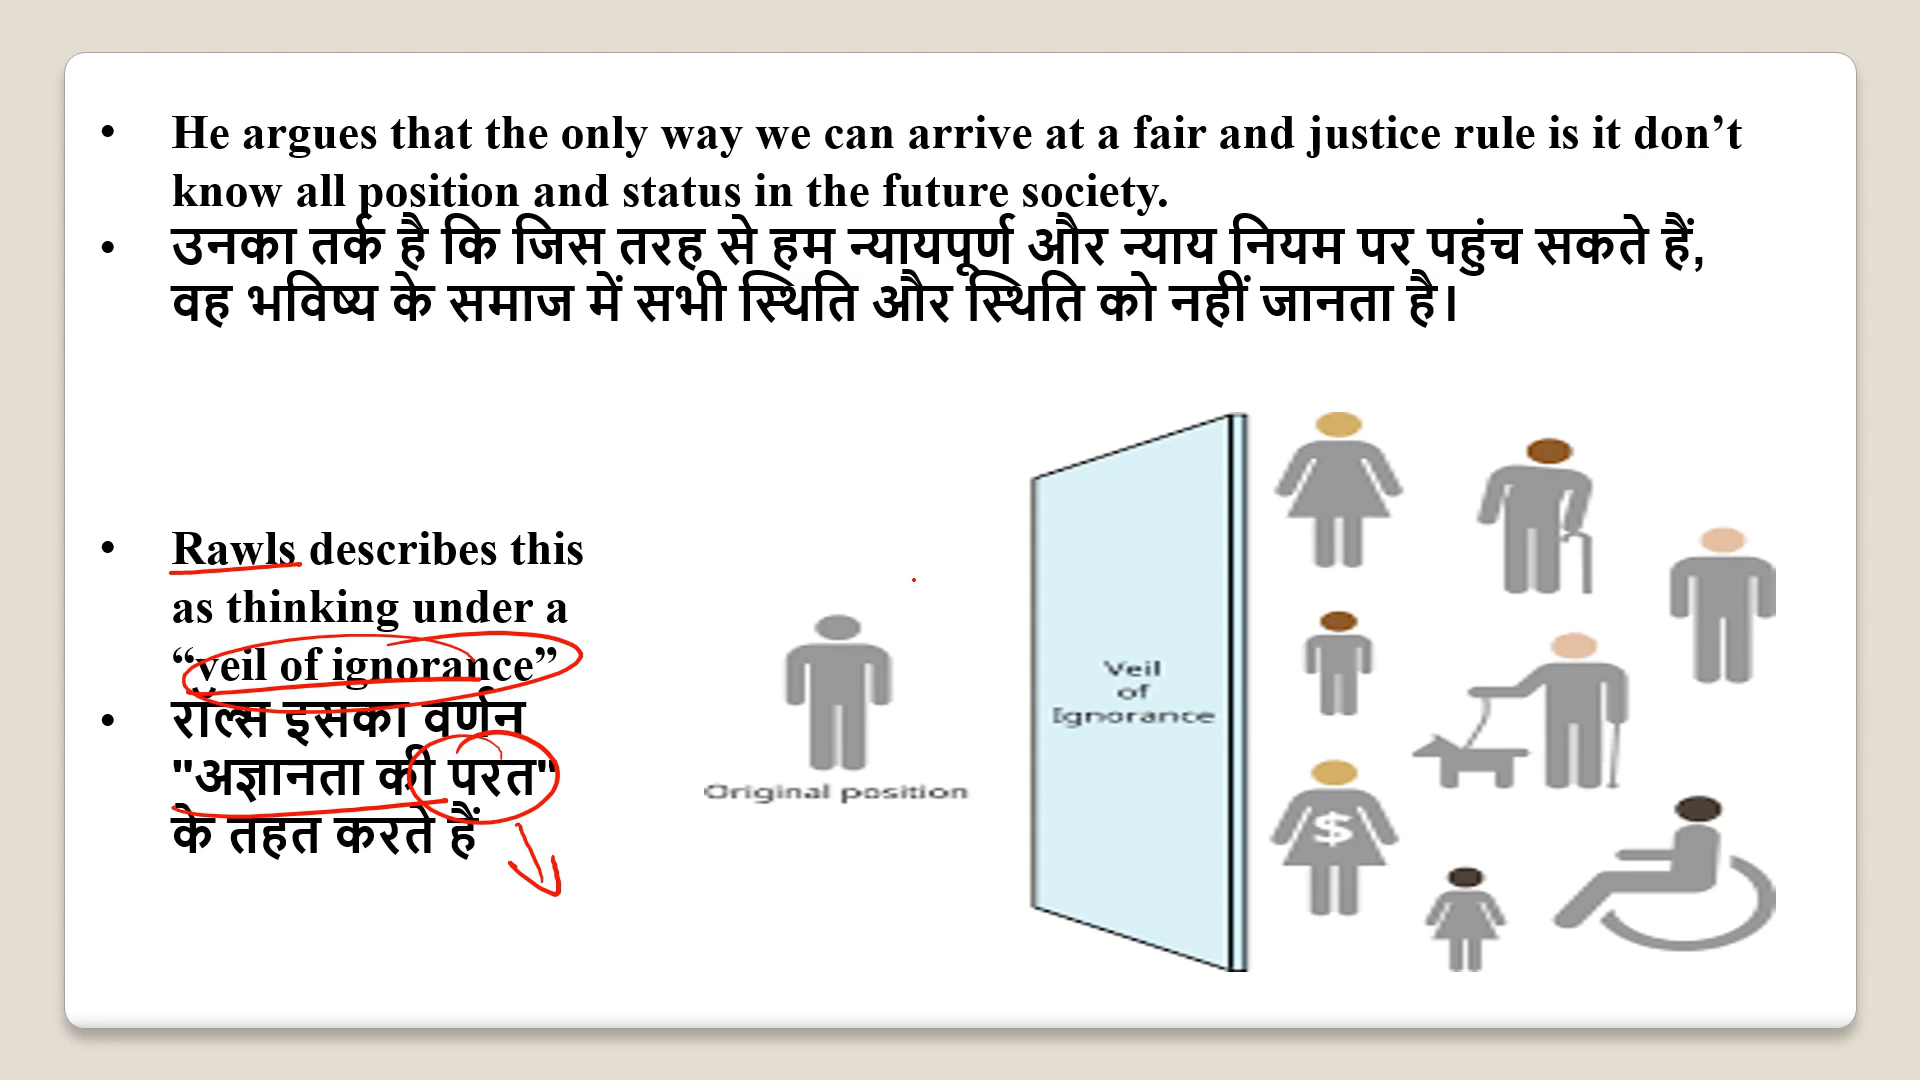 • He argues that the only way we can arrive at a fair and justice rule is it don’t
know all position and status in the future society.
• उनका तर्क है कि जिस तरह से हम न्यायपूर्ण और न्याय नियम पर पहुंच सकते हैं,
वह भविष्य के समाज में सभी स्थिति और स्थिति को नहीं जानता है।
• Rawls describes this
as thinking under a
“veil of ignorance”
• रॉल्स इसका वर्णन
"अज्ञानता की परत"
के तहत करते हैं
Original position
Veil
of
Ignorance
$